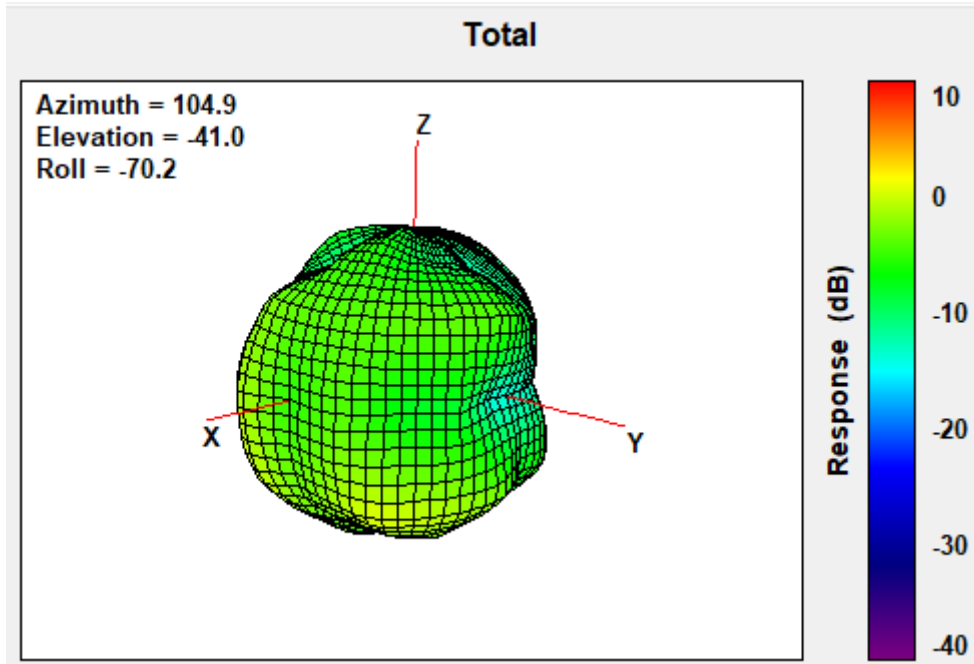 Total
Azimuth = 104.9
Elevation = -41.0
Roll = -70.2
Z
X
Y
10
0
-10
-20
-30
-40
Response (dB)